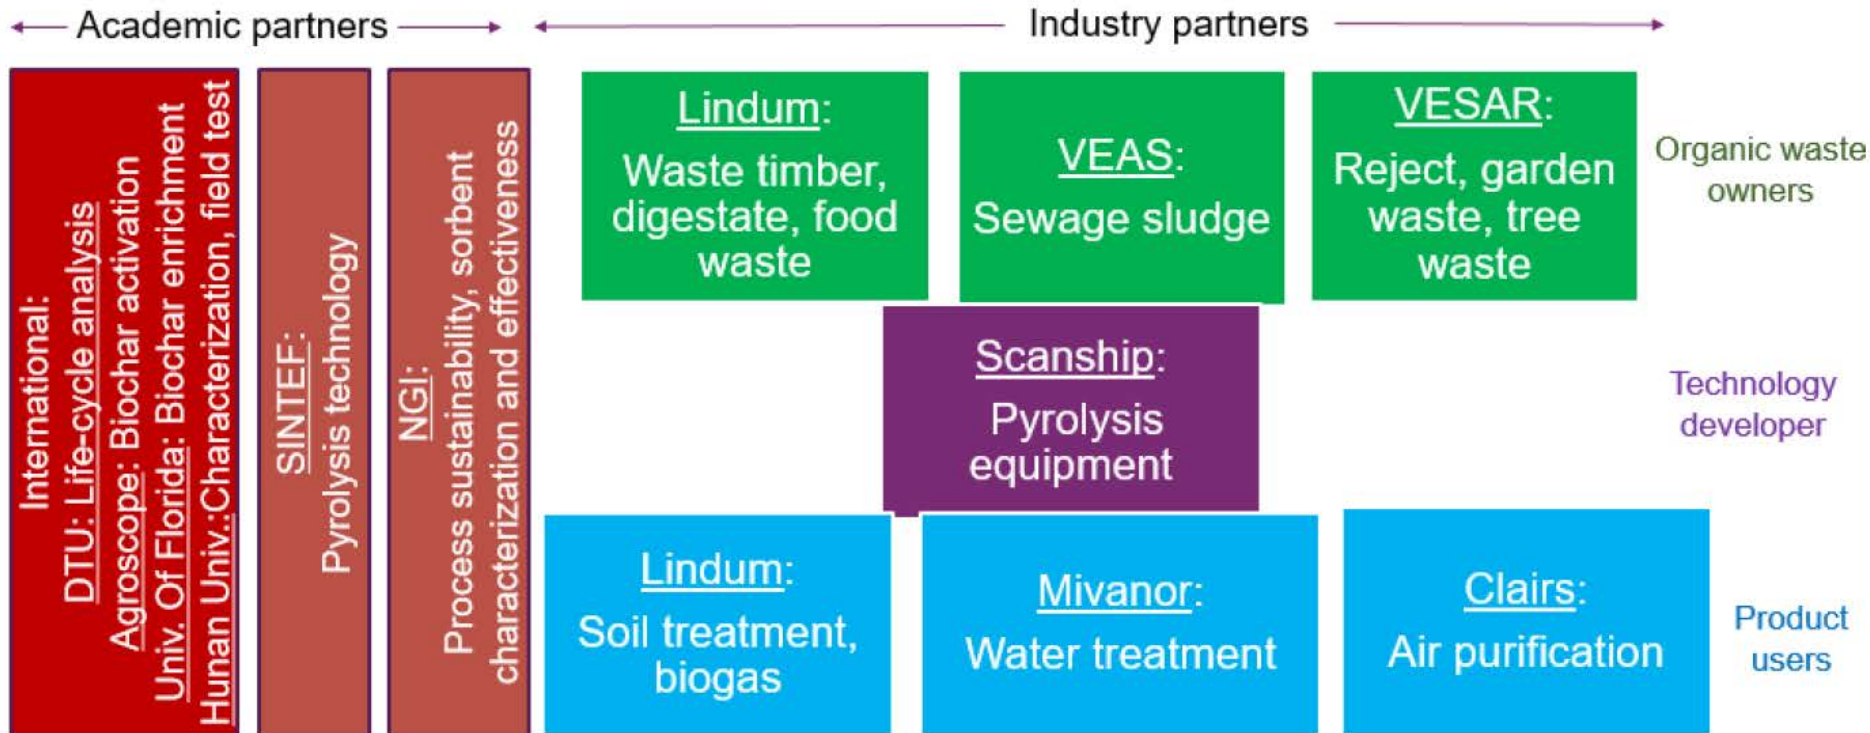 Academic partners
Industry partners
International:
DTU: Life-cycle analysis
Agroscope: Biochar activation
Univ. Of Florida: Biochar enrichment
Hunan Univ.:Characterization, field test
SINTEF:
Pyrolysis technology
NGI:
Process sustainability, sorbent
characterization and effectiveness
Lindum:
Waste timber,
digestate, food
waste
VEAS:
Sewage sludge
VESAR:
Reject, garden
waste, tree
waste
Organic waste
owners
Scanship:
Pyrolysis
equipment
Technology
developer
Lindum:
Soil treatment,
biogas
Mivanor:
Water treatment
Clairs:
Air purification
Product
users